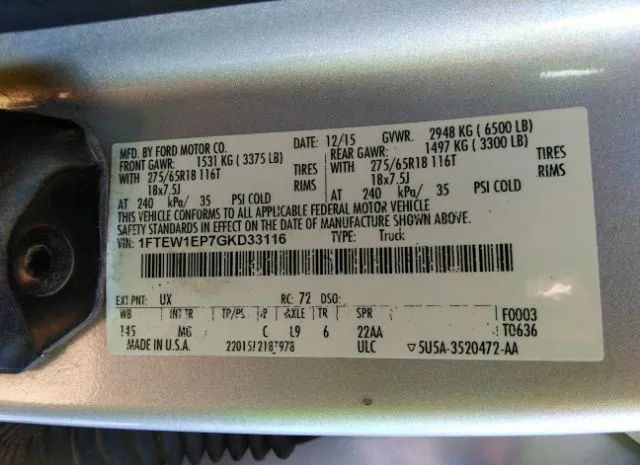 MFD. BY FORD MOTOR CO. DATE: 12/15 GVWR. 2948 KG ( 6500 LB)
FRONT GAWR: 1531 KG ( 3375 LB) REAR GAWR: 1497 KG ( 3300 LB)
WITH 275/65R18 116T TIRES WITH 275/65R18 116T TIRES
18x7.5J RIMS 18x7.5J RIMS
AT 240 kPa/ 35 PSI COLD AT 240 kPa/ 35 PSI COLD
THIS VEHICLE CONFORMS TO ALL APPLICABLE FEDERAL MOTOR VEHICLE
SAFETY STANDARDS IN EFFECT ON THE DATE OF MANUFACTURE SHOWN ABOVE.
VIN: 1FTEW1EP7GKD33116 TYPE: Truck
EXT PNT: UX RC: 72 DSO:
WB INT TR TP/PS AXLE TR SPR F0003
145 MG C L9 6 22AA T0636
MADE IN U.S.A. ULC ▽5U5A-3520472-AA